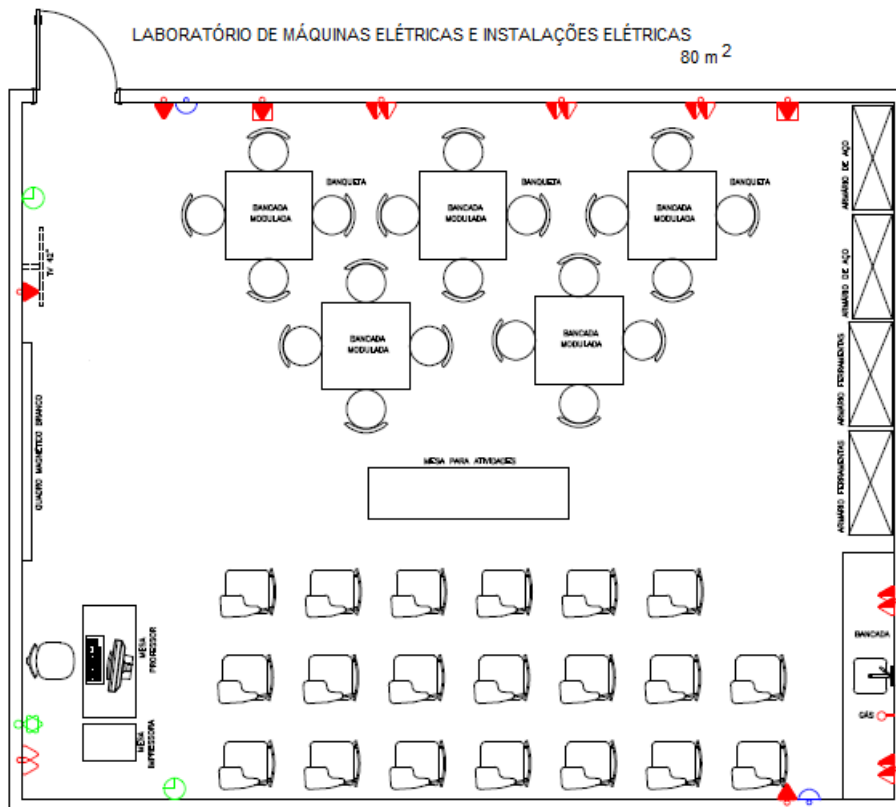 LABORATÓRIO DE MÁQUINAS ELÉTRICAS E INSTALAÇÕES ELÉTRICAS
80 m 2
ARMÁRIO DE AÇO
BANCADA
MODULADA
BANQUETA
BANCADA
MODULADA
BANQUETA
BANCADA
MODULADA
BANQUETA
TV 42"
ARMÁRIO DE AÇO
BANCADA
MODULADA
BANCADA
MODULADA
ARMÁRIO FERRAMENTAS
QUADRO MAGNÉTICO BRANCO
MESA PARA ATIVIDADES
ARMÁRIO FERRAMENTAS
MESA
PROFESSOR
BANCADA
GÁS
MESA
IMPRESSORA